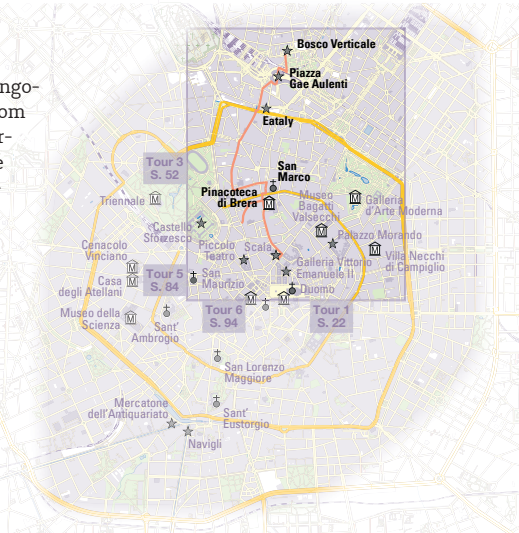 Bosco Verticale
Piazza
Gae Aulenti
ngo-
om
r-
e
Eataly
Tour 3
S. 52
San
Marco
Triennale
Pinacoteca
di Brera
Museo
Bagatti
Valsecchi
Galleria
d'Arte Moderna
Castello
Sforzesco
Piccolo
Teatro
Scala
Palazzo Morando
Cenacolo
Vinciano
Galleria Vittorio
Emanuele II
Villa Necchi
di Campiglio
Casa
degli Atellani
Tour 5
S. 84
San
Maurizio
Duomo
Museo della
Scienza
Sant'
Ambrogio
Tour 6
S. 94
Tour 1
S. 22
San Lorenzo
Maggiore
Mercatone
dell'Antiquariato
Sant'
Eustorgio
Navigli